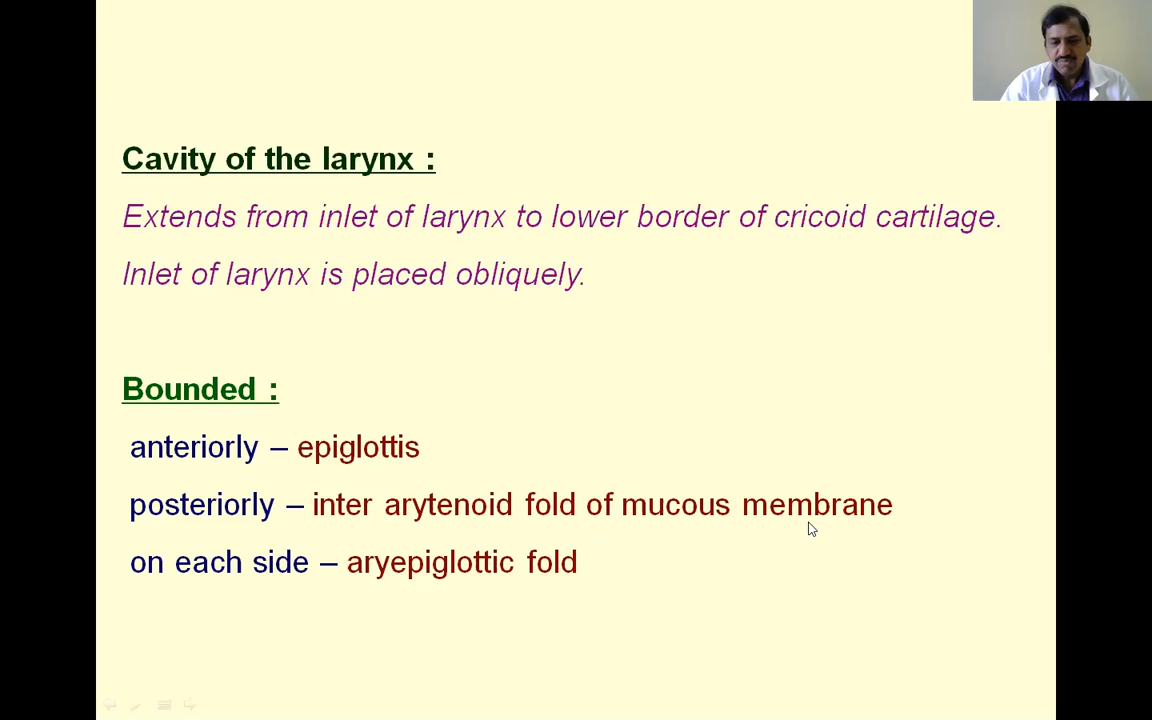 Cavity of the larynx :
Extends from inlet of larynx to lower border of cricoid cartilage.
Inlet of larynx is placed obliquely.
Bounded :
anteriorly – epiglottis
posteriorly – inter arytenoid fold of mucous membrane
on each side – aryepiglottic fold